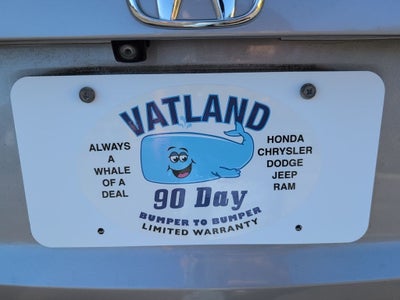 VATLAND
ALWAYS
A
WHALE
OF A
DEAL
HONDA
CHRYSLER
DODGE
JEEP
RAM
90 Day
BUMPER TO BUMPER
LIMITED WARRANTY